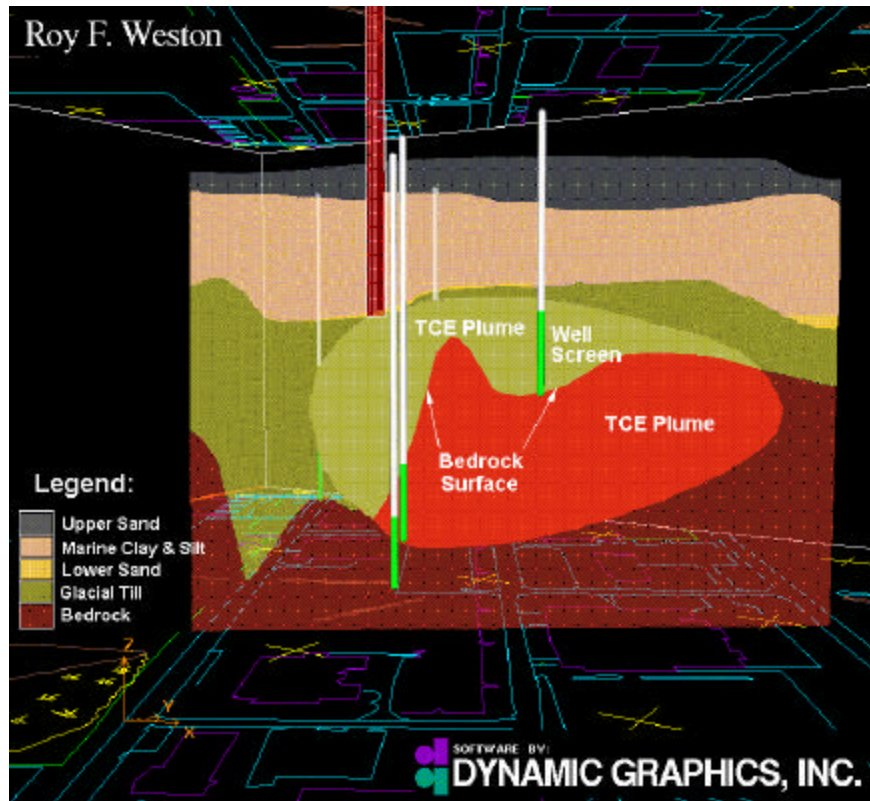 Roy F. Weston
TCE Plume
Well
Screen
TCE Plume
Bedrock
Surface
Legend:
Upper Sand
Marine Clay & Silt
Lower Sand
Glacial Till
Bedrock
Z
Y
X
SOFTWARE BY:
DYNAMIC GRAPHICS, INC.